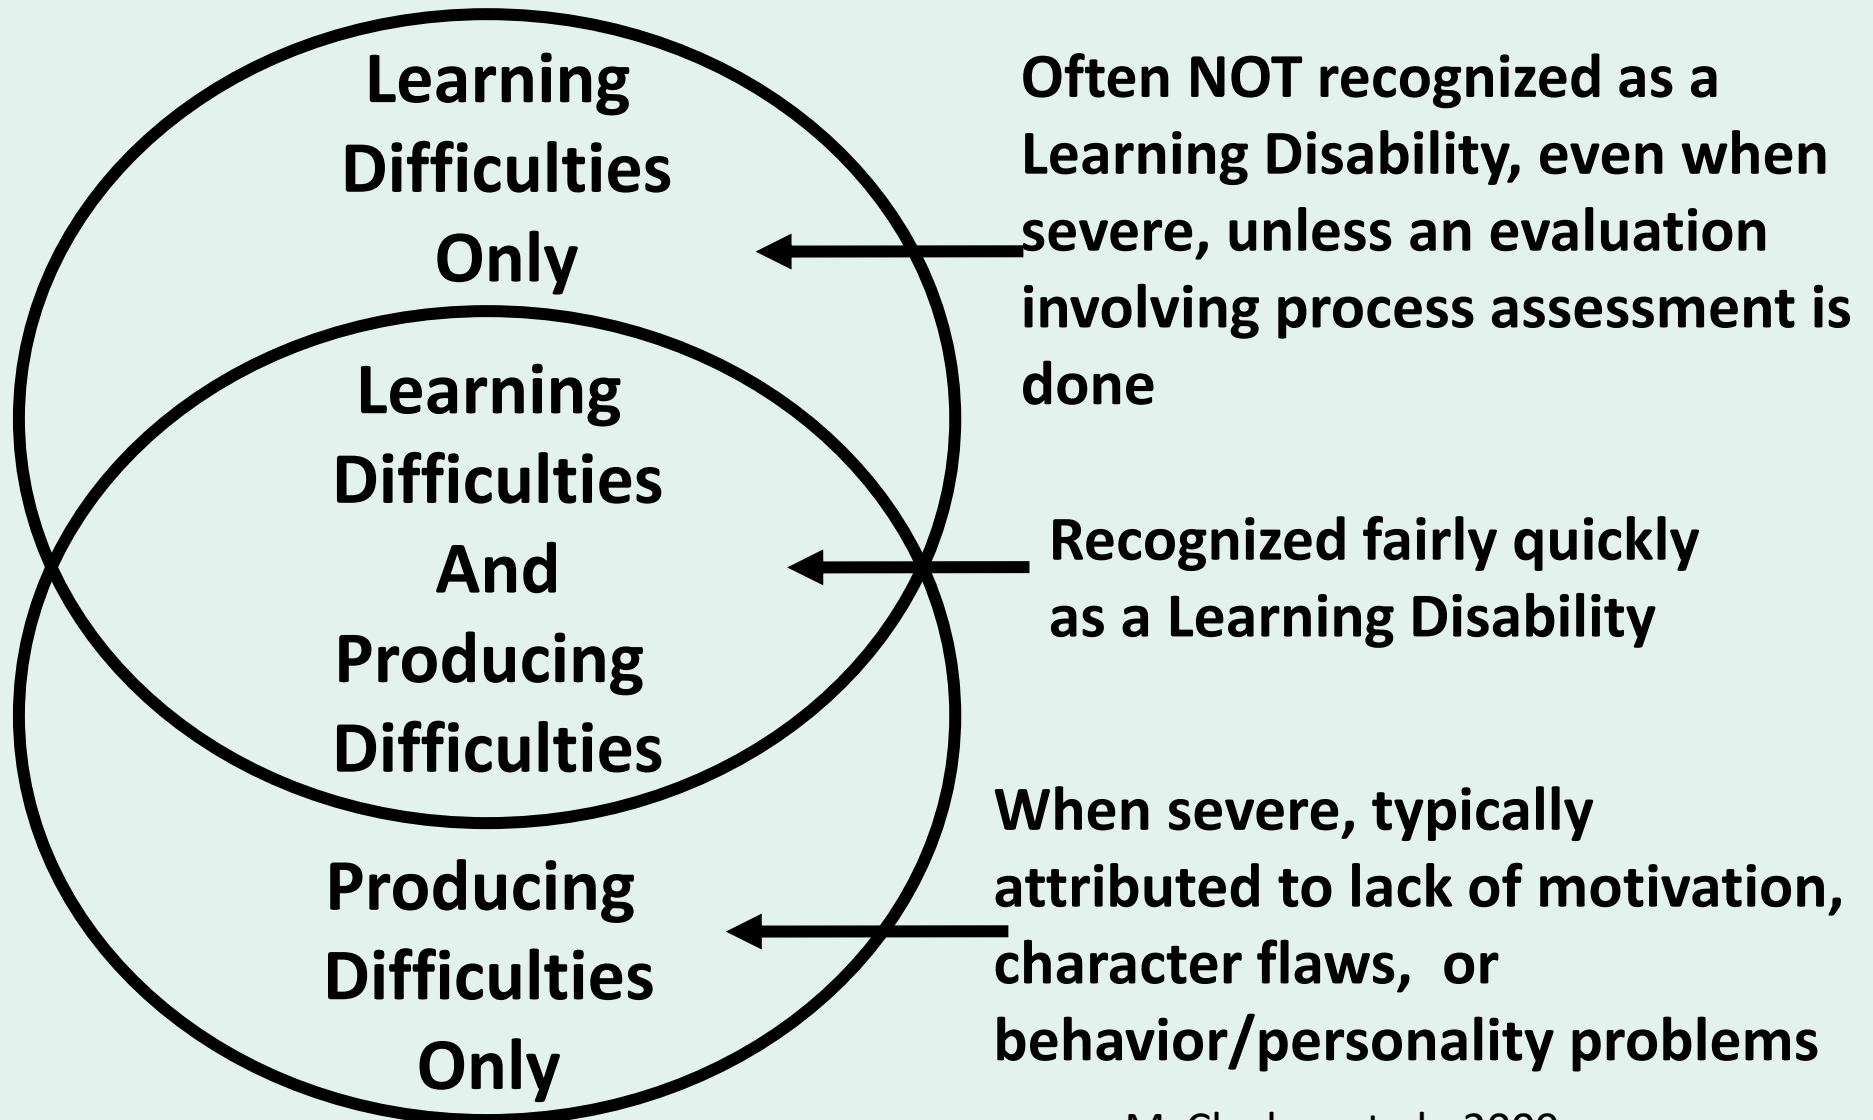 Learning
Difficulties
Only
Often NOT recognized as a
Learning Disability, even when
severe, unless an evaluation
involving process assessment is
done
Learning
Difficulties
And
Producing
Difficulties
Recognized fairly quickly
as a Learning Disability
Producing
Difficulties
Only
When severe, typically
attributed to lack of motivation,
character flaws,  or
behavior/personality problems